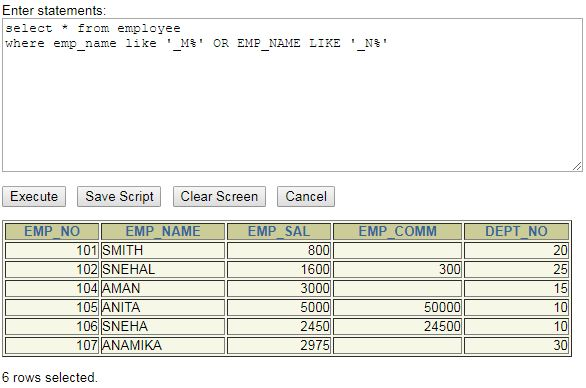 Enter statements:
select * from employee
where emp_name like '_M%' OR EMP_NAME LIKE '_N%'
Execute Save Script Clear Screen Cancel
EMP_NO EMP_NAME EMP_SAL EMP_COMM DEPT_NO
101 SMITH 800 20
102 SNEHAL 1600 300 25
104 AMAN 3000 15
105 ANITA 5000 50000 10
106 SNEHA 2450 24500 10
107 ANAMIKA 2975 30
6 rows selected.